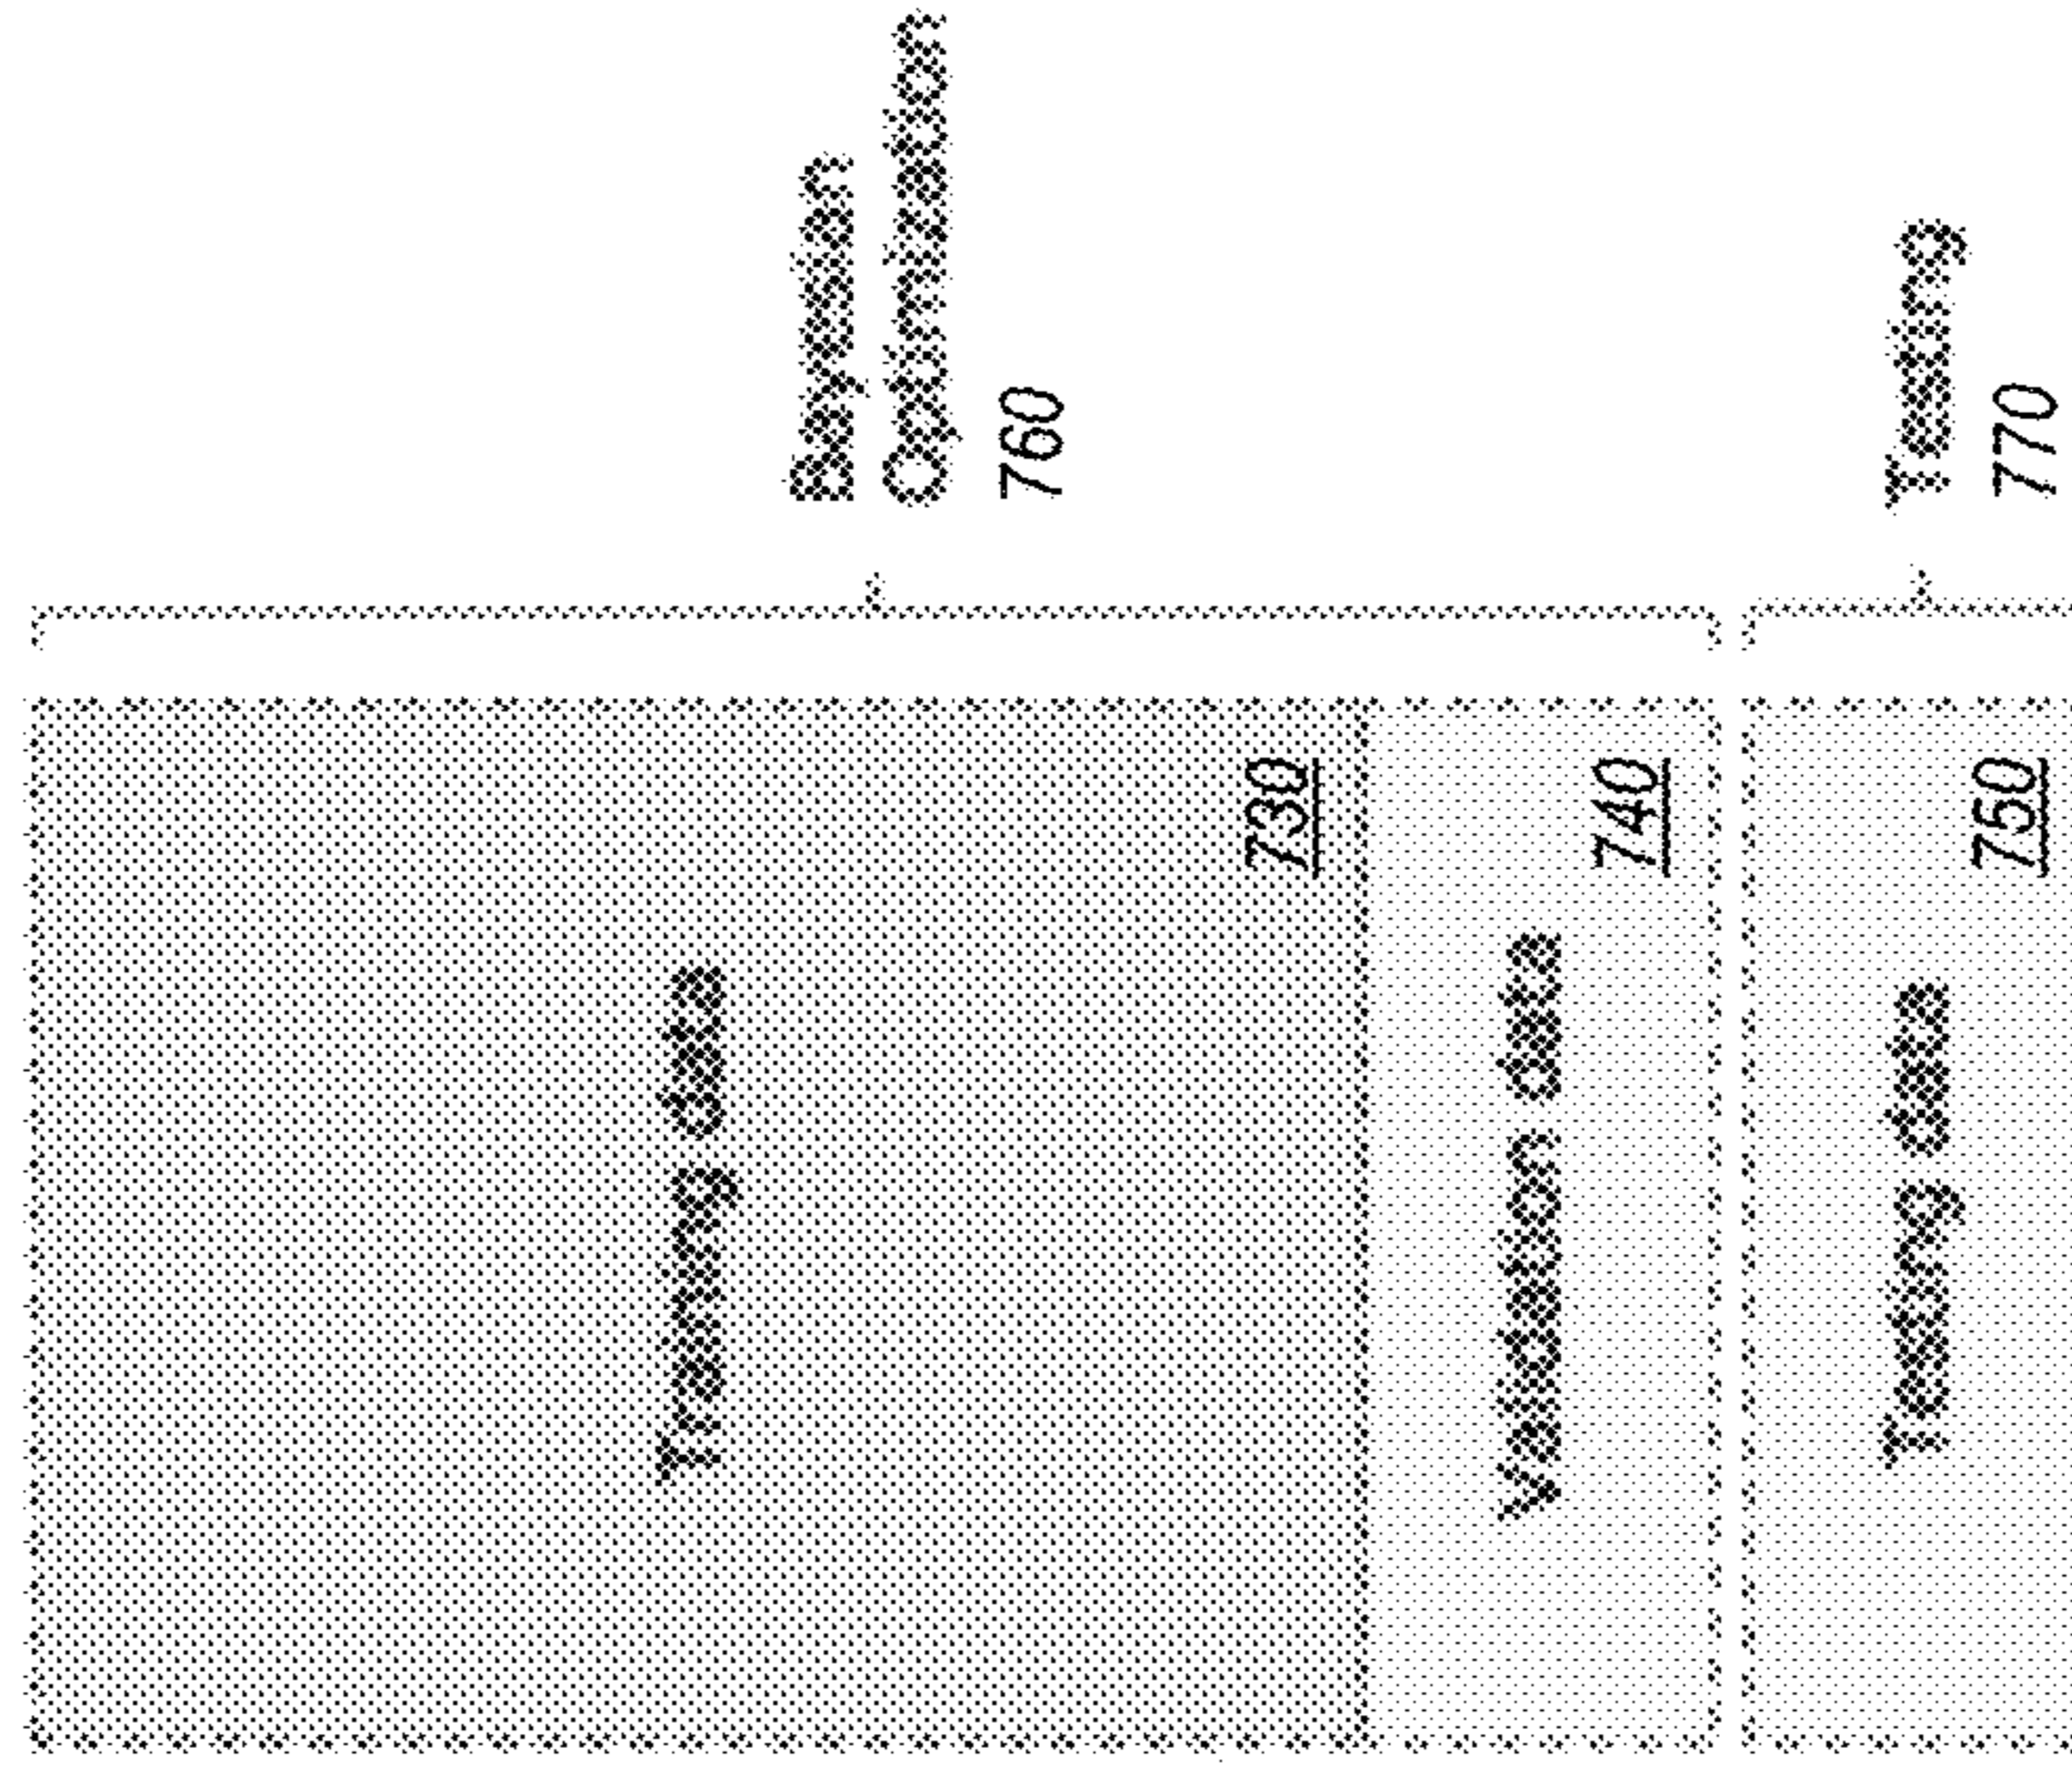 Training data
730
Validation data
740
Testing data
750
Bayesian
Optimization
760
Testing
770